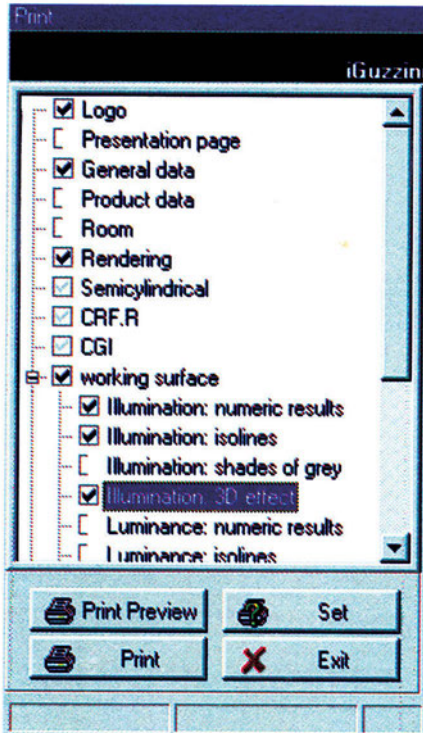 Print
iGuzzin
Logo
Presentation page
General data
Product data
Room
Rendering
Semicylindrical
CRF.R
CGI
working surface
Illumination: numeric results
Illumination: isolines
Illumination: shades of grey
Illumination: 3D effect
Luminance: numeric results
Luminance: isolines
Print Preview
Set
Print
Exit